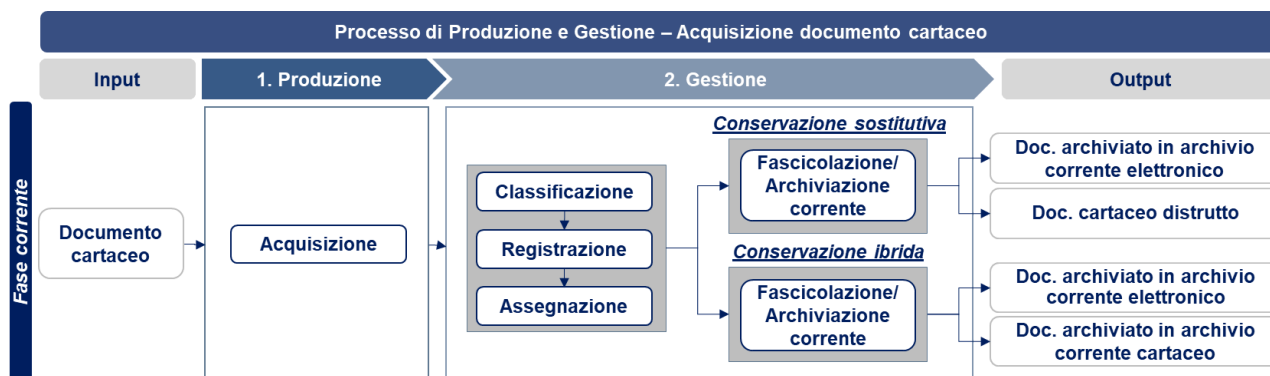 Processo di Produzione e Gestione – Acquisizione documento cartaceo
Input
1. Produzione
2. Gestione
Output
Fase corrente
Documento
cartaceo
Acquisizione
Classificazione
Registrazione
Assegnazione
Conservazione sostitutiva
Fascicolazione/
Archiviazione
corrente
Conservazione ibrida
Fascicolazione/
Archiviazione
corrente
Doc. archiviato in archivio
corrente elettronico
Doc. cartaceo distrutto
Doc. archiviato in archivio
corrente elettronico
Doc. archiviato in archivio
corrente cartaceo